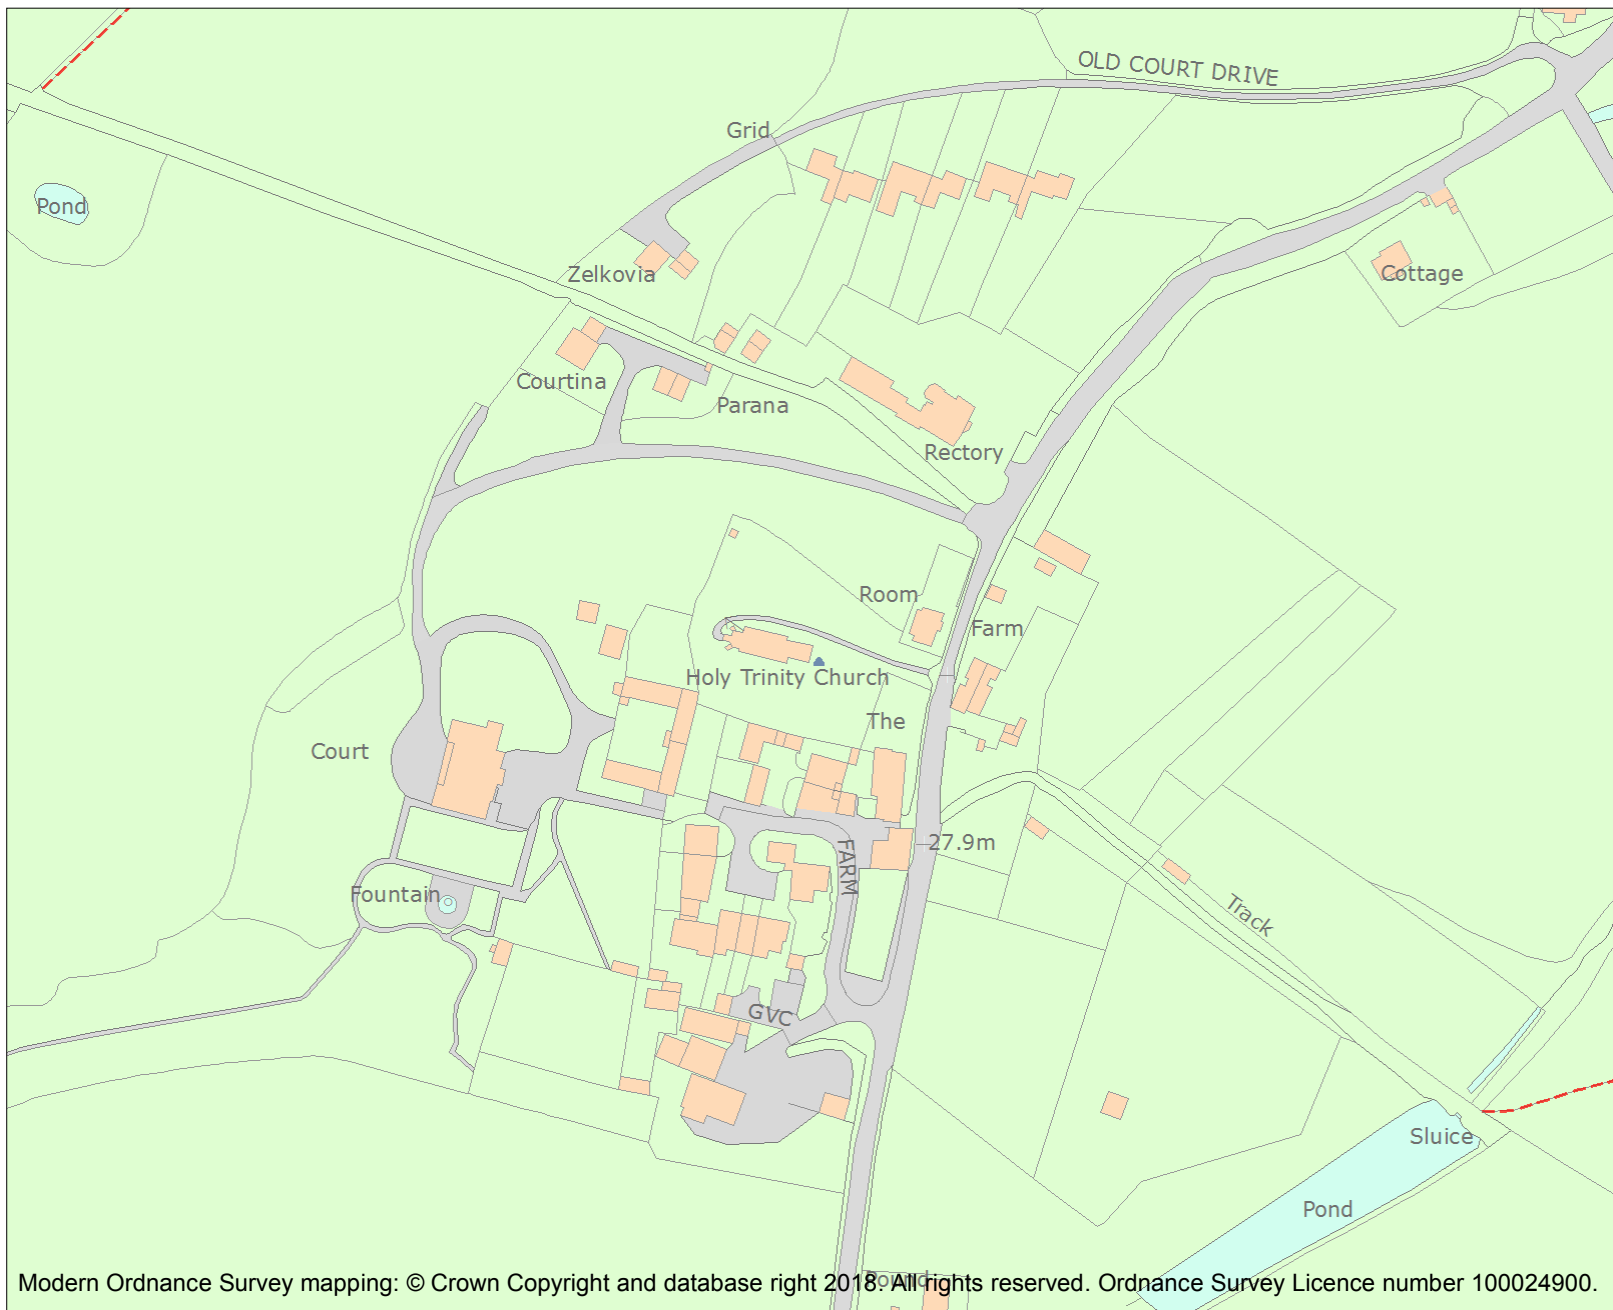 OLD COURT DRIVE
Grid
Pond
Zelkovia
Cottage
Courtina
Parana
Rectory
Room
Farm
Holy Trinity Church
The
Court
27.9m
FARM
Fountain
Track
GVC
Sluice
Pond
Pound
Modern Ordnance Survey mapping: © Crown Copyright and database right 2018. All rights reserved. Ordnance Survey Licence number 100024900.